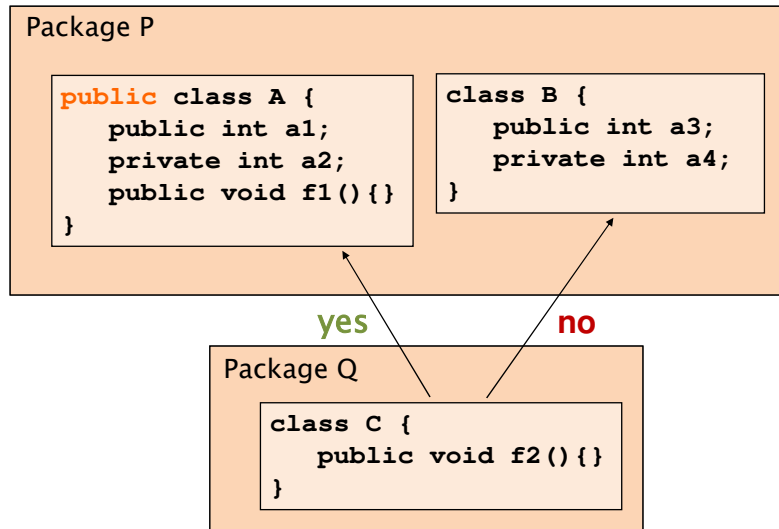 Package P
public class A {
public int a1;
private int a2;
public void f1(){}
}
class B {
public int a3;
private int a4;
}
yes
no
Package Q
class C {
public void f2(){}
}